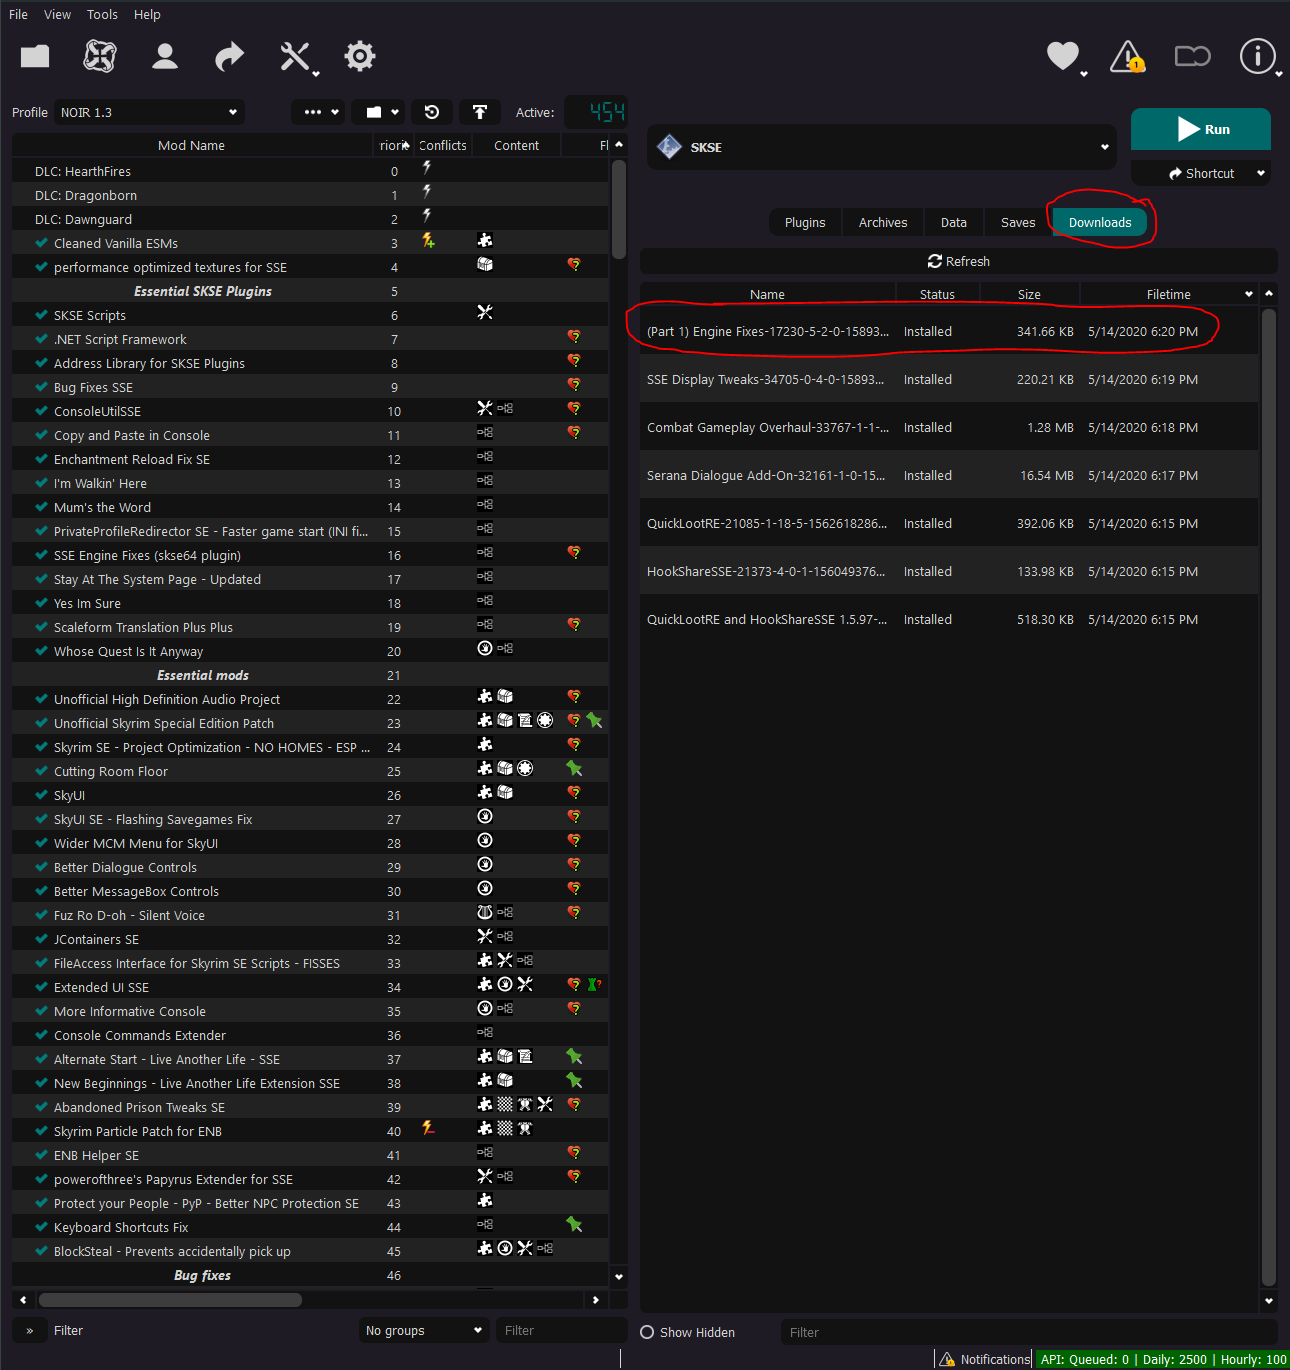 File View Tools Help
Profile NOIR 1.3 Active: 454
Mod Name riori Conflicts Content Fl
DLC: HearthFires 0
DLC: Dragonborn 1
DLC: Dawnguard 2
Cleaned Vanilla ESMs 3
performance optimized textures for SSE 4
Essential SKSE Plugins 5
SKSE Scripts 6
.NET Script Framework 7
Address Library for SKSE Plugins 8
Bug Fixes SSE 9
ConsoleUtilSSE 10
Copy and Paste in Console 11
Enchantment Reload Fix SE 12
I'm Walkin' Here 13
Mum's the Word 14
PrivateProfileRedirector SE - Faster game start (INI fi... 15
SSE Engine Fixes (skse64 plugin) 16
Stay At The System Page - Updated 17
Yes Im Sure 18
Scaleform Translation Plus Plus 19
Whose Quest Is It Anyway 20
Essential mods 21
Unofficial High Definition Audio Project 22
Unofficial Skyrim Special Edition Patch 23
Skyrim SE - Project Optimization - NO HOMES - ESP ... 24
Cutting Room Floor 25
SkyUI 26
SkyUI SE - Flashing Savegames Fix 27
Wider MCM Menu for SkyUI 28
Better Dialogue Controls 29
Better MessageBox Controls 30
Fuz Ro D-oh - Silent Voice 31
JContainers SE 32
FileAccess Interface for Skyrim SE Scripts - FISSES 33
Extended UI SSE 34
More Informative Console 35
Console Commands Extender 36
Alternate Start - Live Another Life - SSE 37
New Beginnings - Live Another Life Extension SSE 38
Abandoned Prison Tweaks SE 39
Skyrim Particle Patch for ENB 40
ENB Helper SE 41
powerofthree's Papyrus Extender for SSE 42
Protect your People - PyP - Better NPC Protection SE 43
Keyboard Shortcuts Fix 44
BlockSteal - Prevents accidentally pick up 45
Bug fixes 46
» Filter No groups Filter
1
SKSE
Run
Shortcut
Plugins Archives Data Saves Downloads
Refresh
Name Status Size Filetime
(Part 1) Engine Fixes-17230-5-2-0-15893... Installed 341.66 KB 5/14/2020 6:20 PM
SSE Display Tweaks-34705-0-4-0-15893... Installed 220.21 KB 5/14/2020 6:19 PM
Combat Gameplay Overhaul-33767-1-1-... Installed 1.28 MB 5/14/2020 6:18 PM
Serana Dialogue Add-On-32161-1-0-15... Installed 16.54 MB 5/14/2020 6:17 PM
QuickLootRE-21085-1-18-5-1562618286... Installed 392.06 KB 5/14/2020 6:15 PM
HookShareSSE-21373-4-0-1-156049376... Installed 133.98 KB 5/14/2020 6:15 PM
QuickLootRE and HookShareSSE 1.5.97-... Installed 518.30 KB 5/14/2020 6:15 PM
Show Hidden Filter
Notifications API: Queued: 0 | Daily: 2500 | Hourly: 100